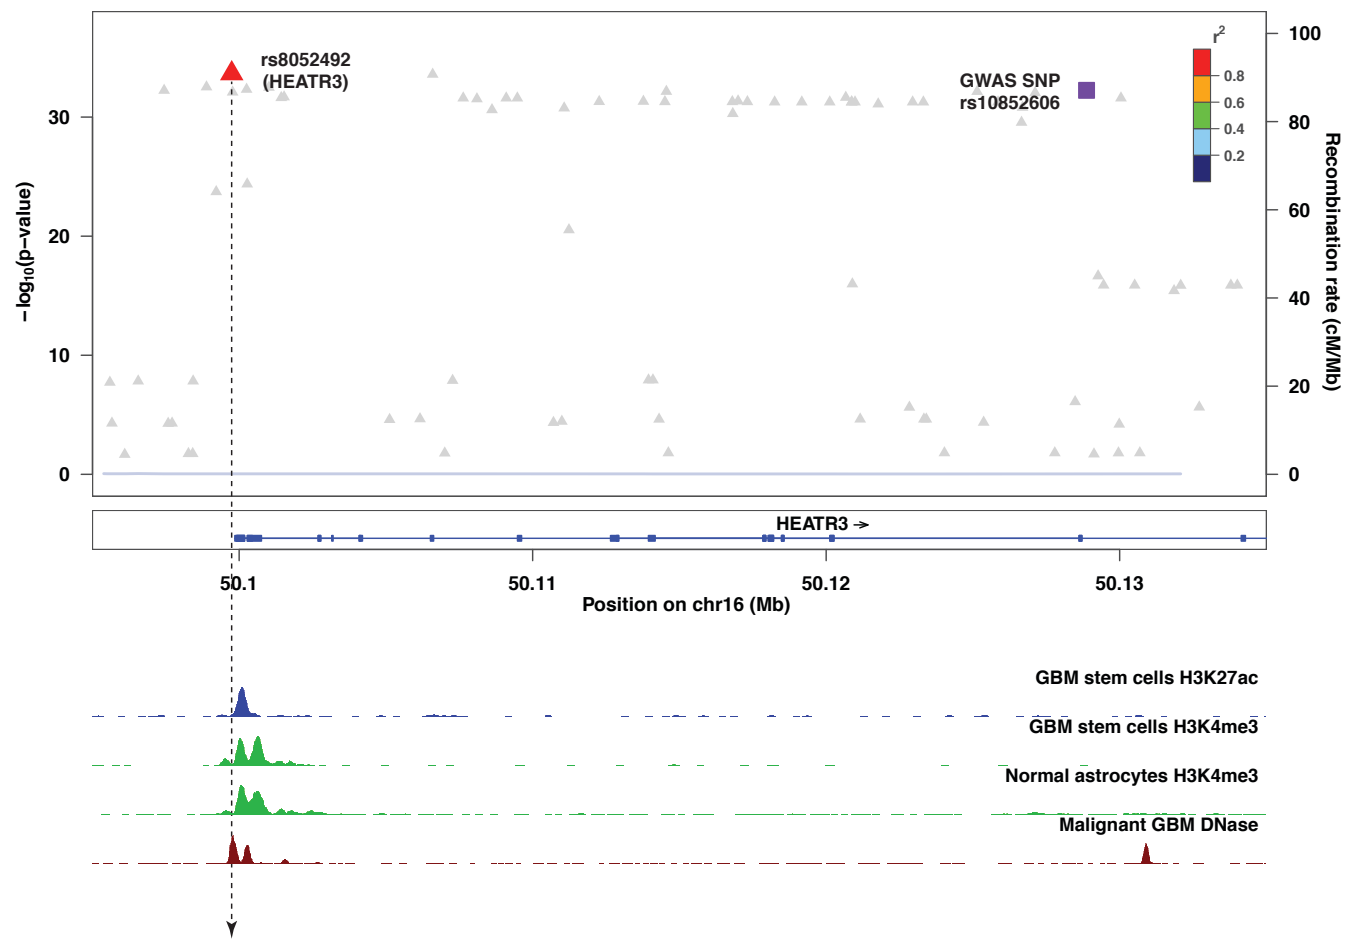 rs8052492
(HEATR3)
GWAS SNP
rs10852606
r2
0.8
0.6
0.4
0.2
−log10(p−value)
30
20
10
0
100
80
60
40
20
0
Recombination rate (cM/Mb)
HEATR3 →
50.1
50.11
50.12
50.13
Position on chr16 (Mb)
GBM stem cells H3K27ac
GBM stem cells H3K4me3
Normal astrocytes H3K4me3
Malignant GBM DNase